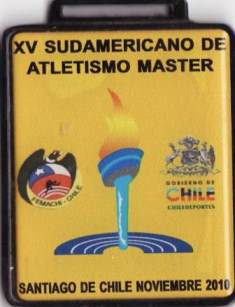 XV SUDAMERICANO DE
ATLETISMO MASTER
FEMACH - CHILE
GOBIERNO DE
CHILE
CHILEDEPORTES
SANTIAGO DE CHILE NOVIEMBRE 2010